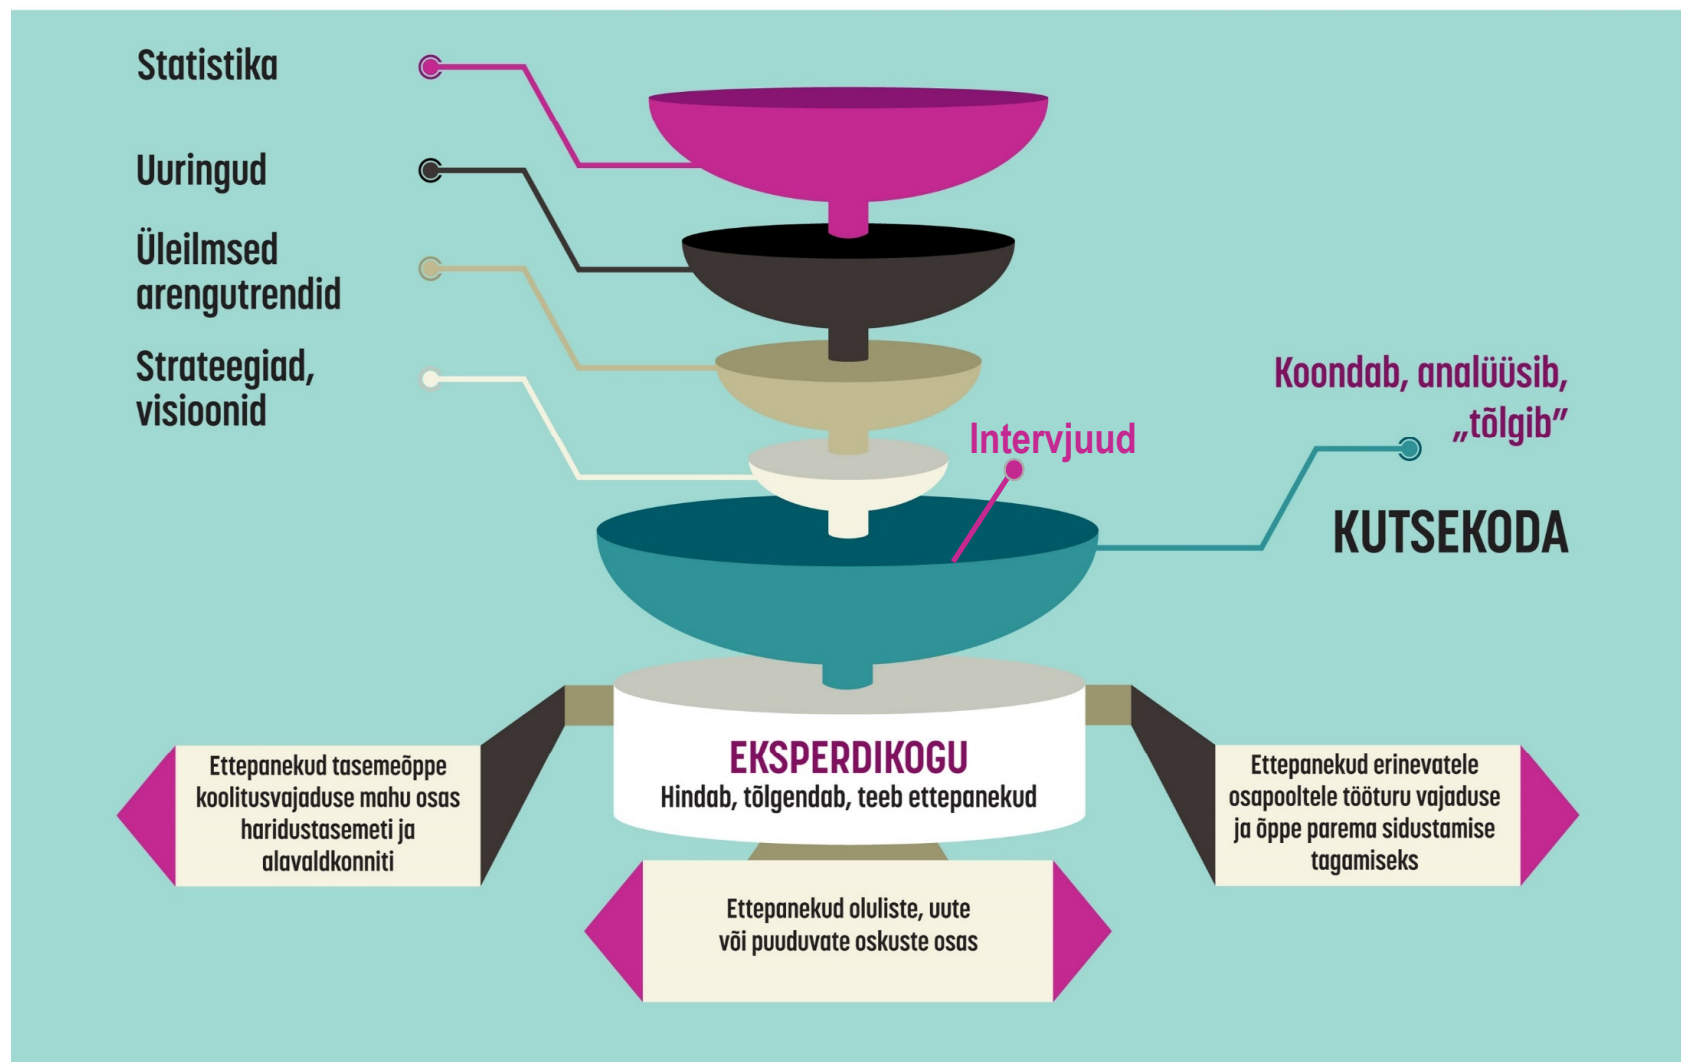 Statistika
Uuringud
Üleilmsed
arengutrendid
Strateegiad,
visioonid
Intervjuud
Koondab, analüüsib,
„tõlgib”
KUTSEKODA
EKSPERDIKOGU
Hindab, tõlgendab, teeb ettepanekud
Ettepanekud tasemeõppe
koolitusvajaduse mahu osas
haridustasemeti ja
alavaldkonniti
Ettepanekud oluliste, uute
või puuduvate oskuste osas
Ettepanekud erinevatele
osapooltele tööturu vajaduse
ja õppe parema sidustamise
tagamiseks